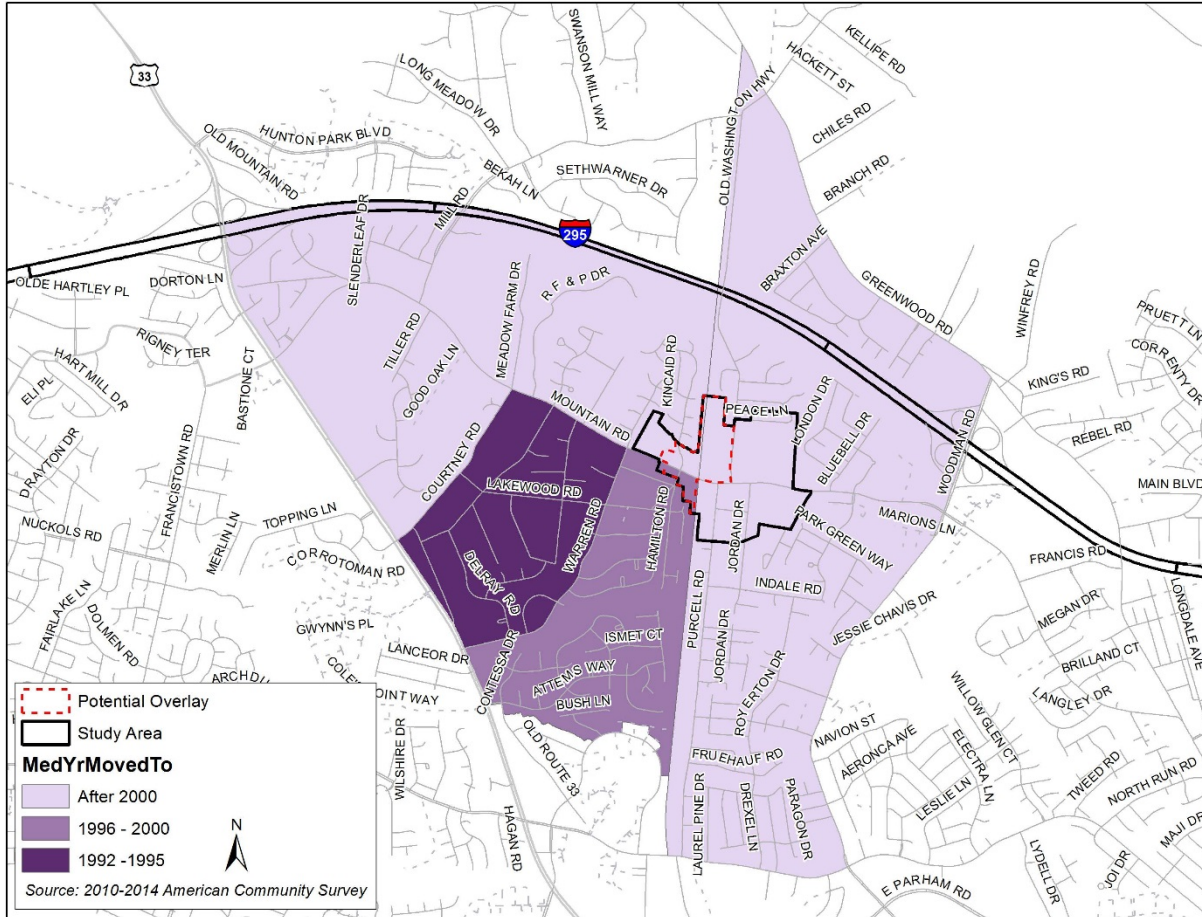 33
SWANSON MILL WAY
KELLIPE RD
HACKETT ST
LONG MEADOW DR
OLD WASHINGTON HWY
CHILES RD
HUNTON PARK BLVD
OLD MOUNTAIN RD
BEKAH LN
SETHWARNER DR
BRANCH RD
MILL RD
SLENDERLEAF DR
295
BRAXTON AVE
DORTON LN
OLDE HARTLEY PL
R F & P DR
MEADOW FARM DR
GREENWOOD RD
WINFREY RD
PRUETT LN
RIGNEY TER
TILLER RD
HART MILL DR
BASTIONE CT
GOOD OAK LN
KINCAID RD
CORRENTY DR
ELI PL
KING'S RD
PEACE LN
LONDON DR
MOUNTAIN RD
BLUEBELL DR
REBEL RD
DRAYTON DR
FRANCISTOWN RD
COURTNEY RD
WOODMAN RD
LAKEWOOD RD
MAIN BLVD
NUCKOLS RD
MERLIN LN
TOPPING LN
WARREN RD
HAMILTON RD
JORDAN DR
PARK GREEN WAY
MARIONS LN
CORROTOMAN RD
FRANCIS RD
DELRAY RD
INDALE RD
FAIRLAKE LN
DOLMEN RD
GWYNN'S PL
PURCELL RD
JESSIE CHAVIS DR
MEGAN DR
LONGDALE AVE
ISMET CT
LANCEOR DR
CONTESSA DR
JORDAN DR
BRILLAND CT
ATTEMS WAY
ROYERTON DR
WILLOW GLEN CT
LANGLEY DR
BUSH LN
NAVION ST
OLD ROUTE 33
AERONCA AVE
ELECTRA LN
WILSHIRE DR
FRUEHAUF RD
LESLIE LN
TWEED RD
NORTH RUN RD
HAGAN RD
LAUREL PINE DR
DREXEL LN
PARAGON DR
MAJI DR
LYDELL DR
JOI DR
E PARHAM RD
POINT WAY
Potential Overlay
Study Area
MedYrMovedTo
After 2000
1996 - 2000
1992 -1995
N
Source: 2010-2014 American Community Survey